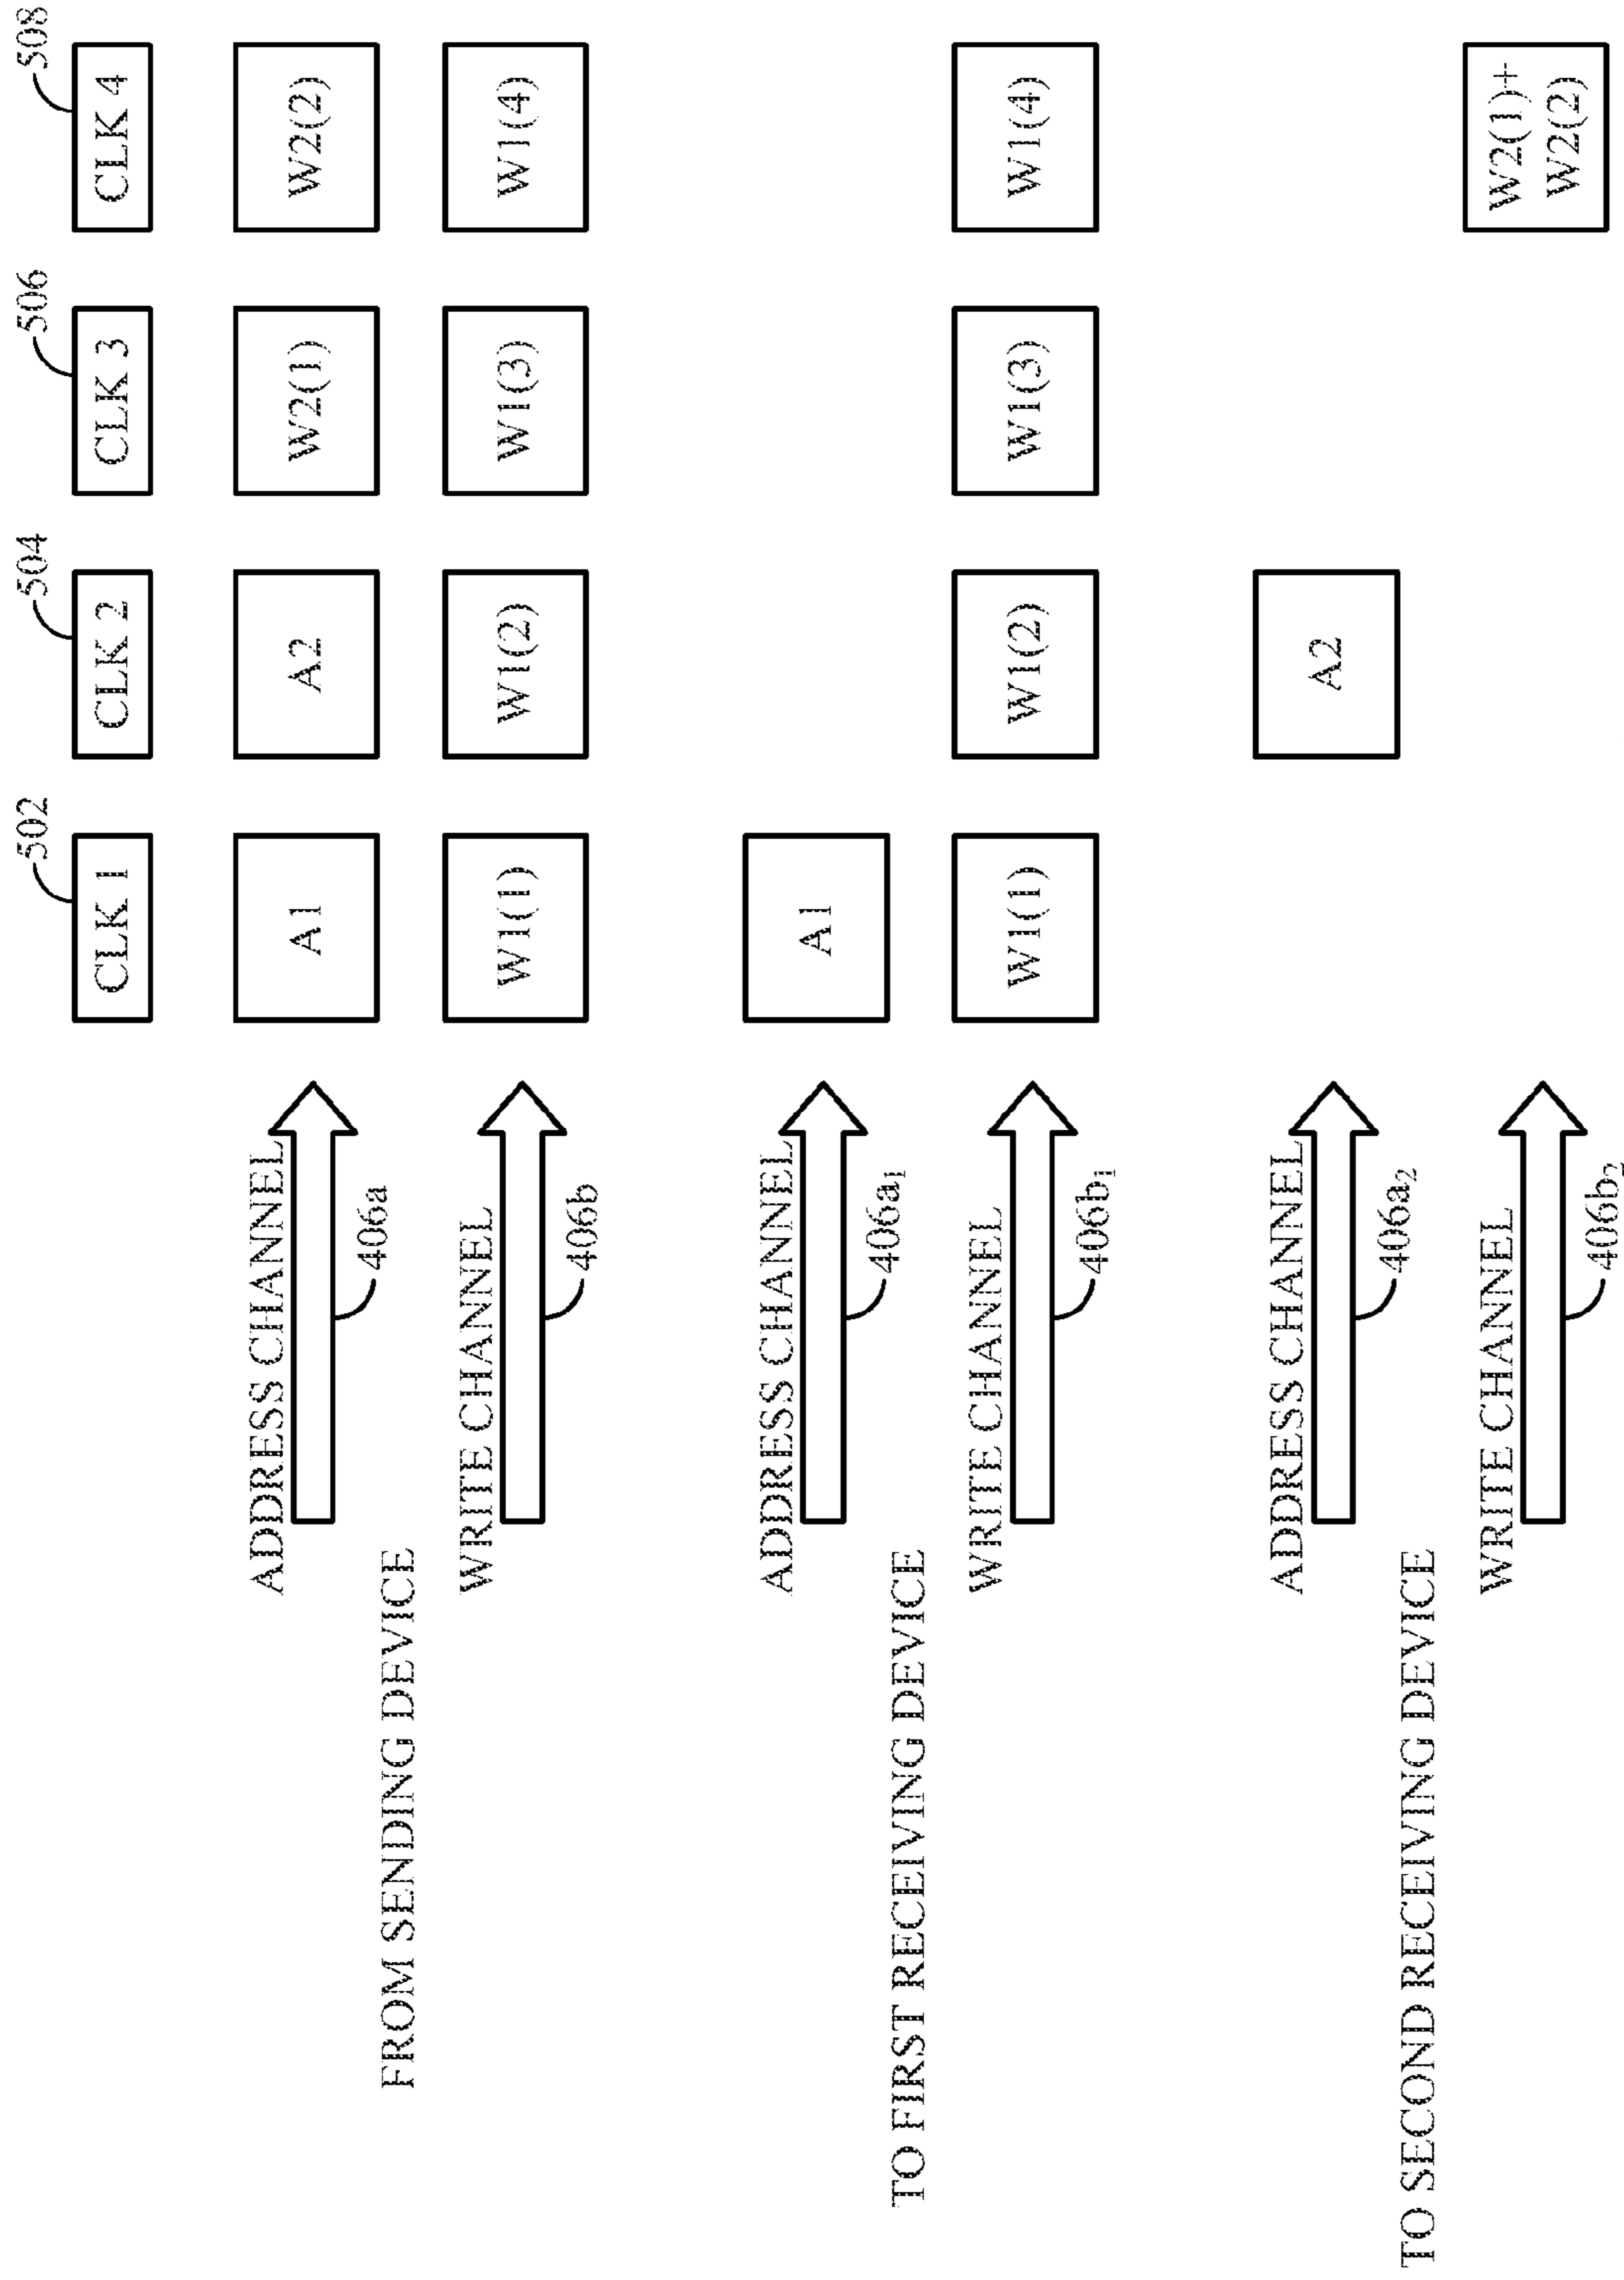 502
504
506
508
CLK 1
CLK 2
CLK 3
CLK 4
FROM SENDING DEVICE
ADDRESS CHANNEL
406a
A1
A2
W2(1)
W2(2)
WRITE CHANNEL
406b
W1(1)
W1(2)
W1(3)
W1(4)
TO FIRST RECEIVING DEVICE
ADDRESS CHANNEL
406a₁
A1
WRITE CHANNEL
406b₁
W1(1)
W1(2)
W1(3)
W1(4)
TO SECOND RECEIVING DEVICE
ADDRESS CHANNEL
406a₂
A2
WRITE CHANNEL
406b₂
W2(1)+
W2(2)